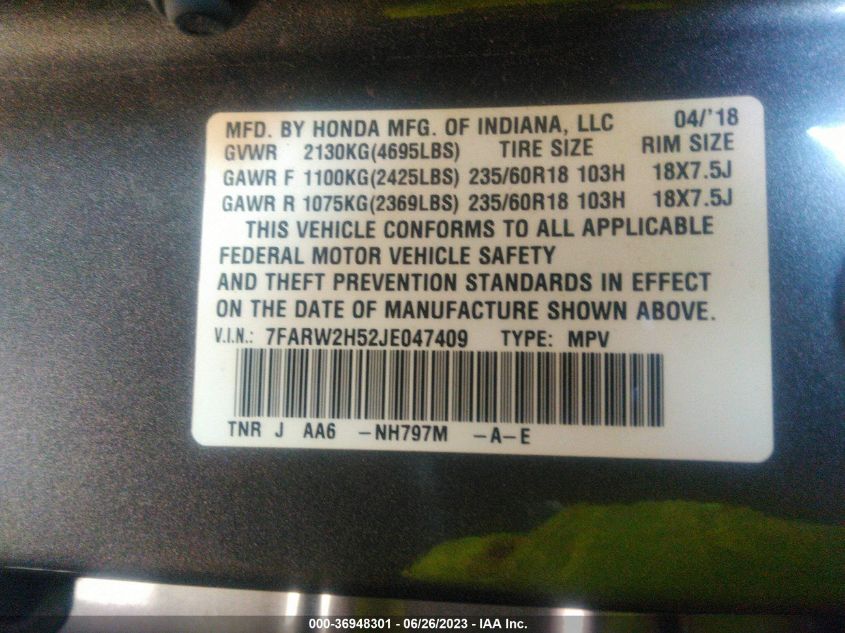 MFD. BY HONDA MFG. OF INDIANA, LLC 04/'18
GVWR 2130KG(4695LBS) TIRE SIZE RIM SIZE
GAWR F 1100KG(2425LBS) 235/60R18 103H 18X7.5J
GAWR R 1075KG(2369LBS) 235/60R18 103H 18X7.5J
THIS VEHICLE CONFORMS TO ALL APPLICABLE
FEDERAL MOTOR VEHICLE SAFETY
AND THEFT PREVENTION STANDARDS IN EFFECT
ON THE DATE OF MANUFACTURE SHOWN ABOVE.
V.I.N.: 7FARW2H52JE047409 TYPE: MPV
TNR J AA6 -NH797M -A-E
000-36948301 - 06/26/2023 - IAA Inc.